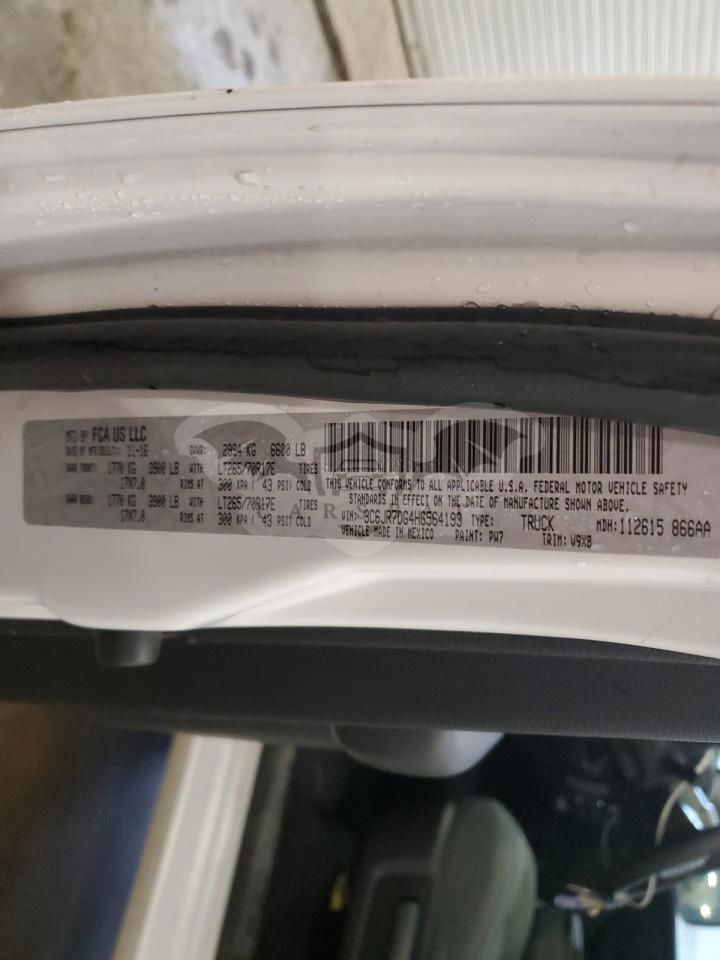 MFD BY FCA US LLC
DATE OF MFR(BUILT): 11-16 GVWR: 2994 KG 6600 LB
GAWR FRONT: 1770 KG 3900 LB WITH LT265/70R17E TIRES
17X7.0 RIMS AT 300 KPA ( 43 PSI) COLD
GAWR REAR: 1770 KG 3900 LB WITH LT265/70R17E TIRES
17X7.0 RIMS AT 300 KPA ( 43 PSI) COLD
THIS VEHICLE CONFORMS TO ALL APPLICABLE U.S.A. FEDERAL MOTOR VEHICLE SAFETY
STANDARDS IN EFFECT ON THE DATE OF MANUFACTURE SHOWN ABOVE.
VIN: 3C6JR7DG4HG564193 TYPE: TRUCK MDH: 112615 866AA
VEHICLE MADE IN MEXICO PAINT: PW7 TRIM: V9X8